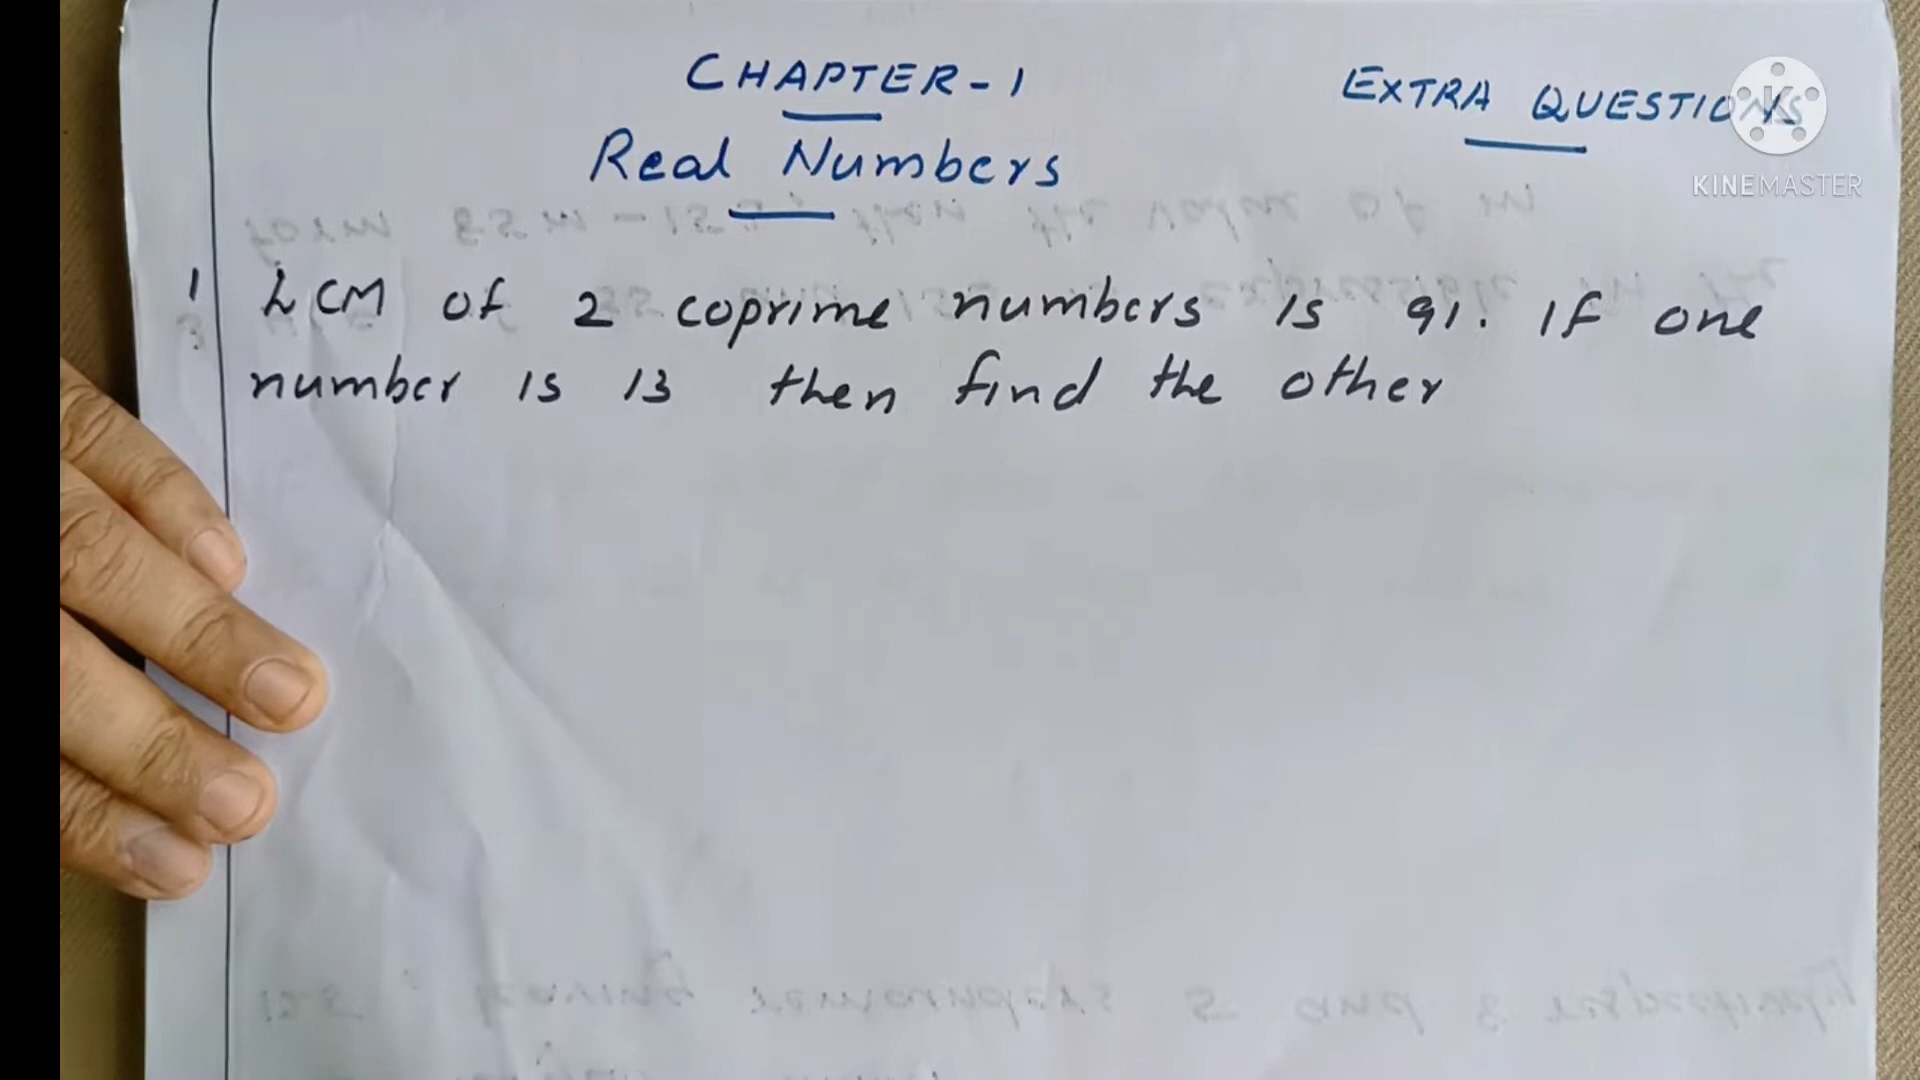 CHAPTER-1
EXTRA QUESTIONS
Real Numbers
KINEMASTER
1 LCM of 2 coprime numbers is 91. If one
number is 13 then find the other